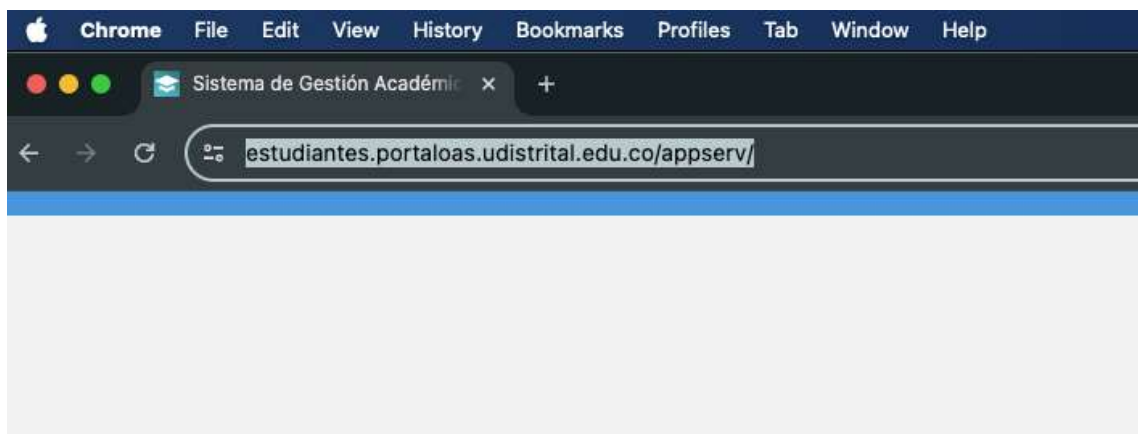 Chrome File Edit View History Bookmarks Profiles Tab Window Help
Sistema de Gestión Académic
estudiantes.portaloas.udistrital.edu.co/appserv/